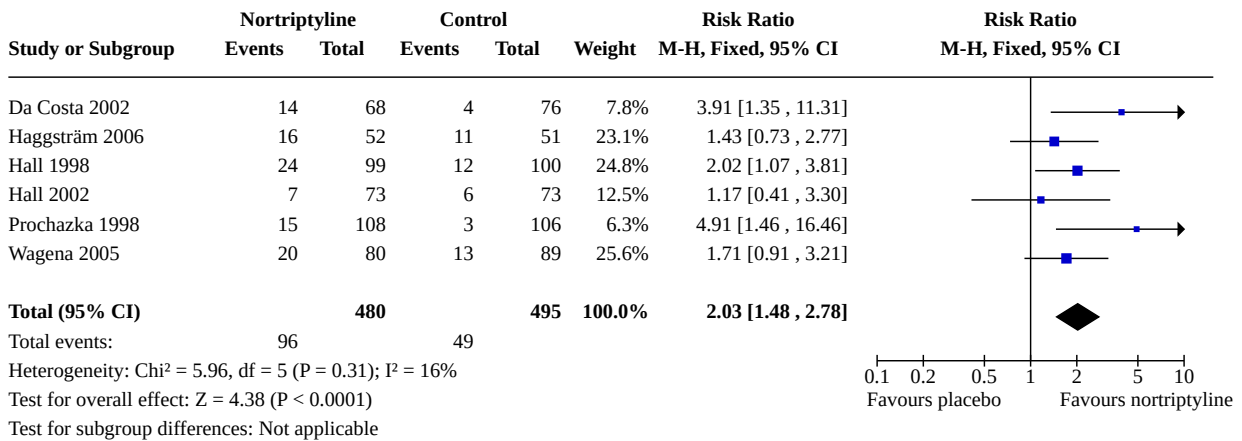 Nortriptyline Control Risk Ratio Risk Ratio
Study or Subgroup Events Total Events Total Weight M-H, Fixed, 95% CI M-H, Fixed, 95% CI
Da Costa 2002 14 68 4 76 7.8% 3.91 [1.35 , 11.31]
Haggsträm 2006 16 52 11 51 23.1% 1.43 [0.73 , 2.77]
Hall 1998 24 99 12 100 24.8% 2.02 [1.07 , 3.81]
Hall 2002 7 73 6 73 12.5% 1.17 [0.41 , 3.30]
Prochazka 1998 15 108 3 106 6.3% 4.91 [1.46 , 16.46]
Wagena 2005 20 80 13 89 25.6% 1.71 [0.91 , 3.21]
Total (95% CI) 480 495 100.0% 2.03 [1.48 , 2.78]
Total events: 96 49
Heterogeneity: Chi² = 5.96, df = 5 (P = 0.31); I² = 16%
0.1 0.2 0.5 1 2 5 10
Test for overall effect: Z = 4.38 (P < 0.0001) Favours placebo Favours nortriptyline
Test for subgroup differences: Not applicable